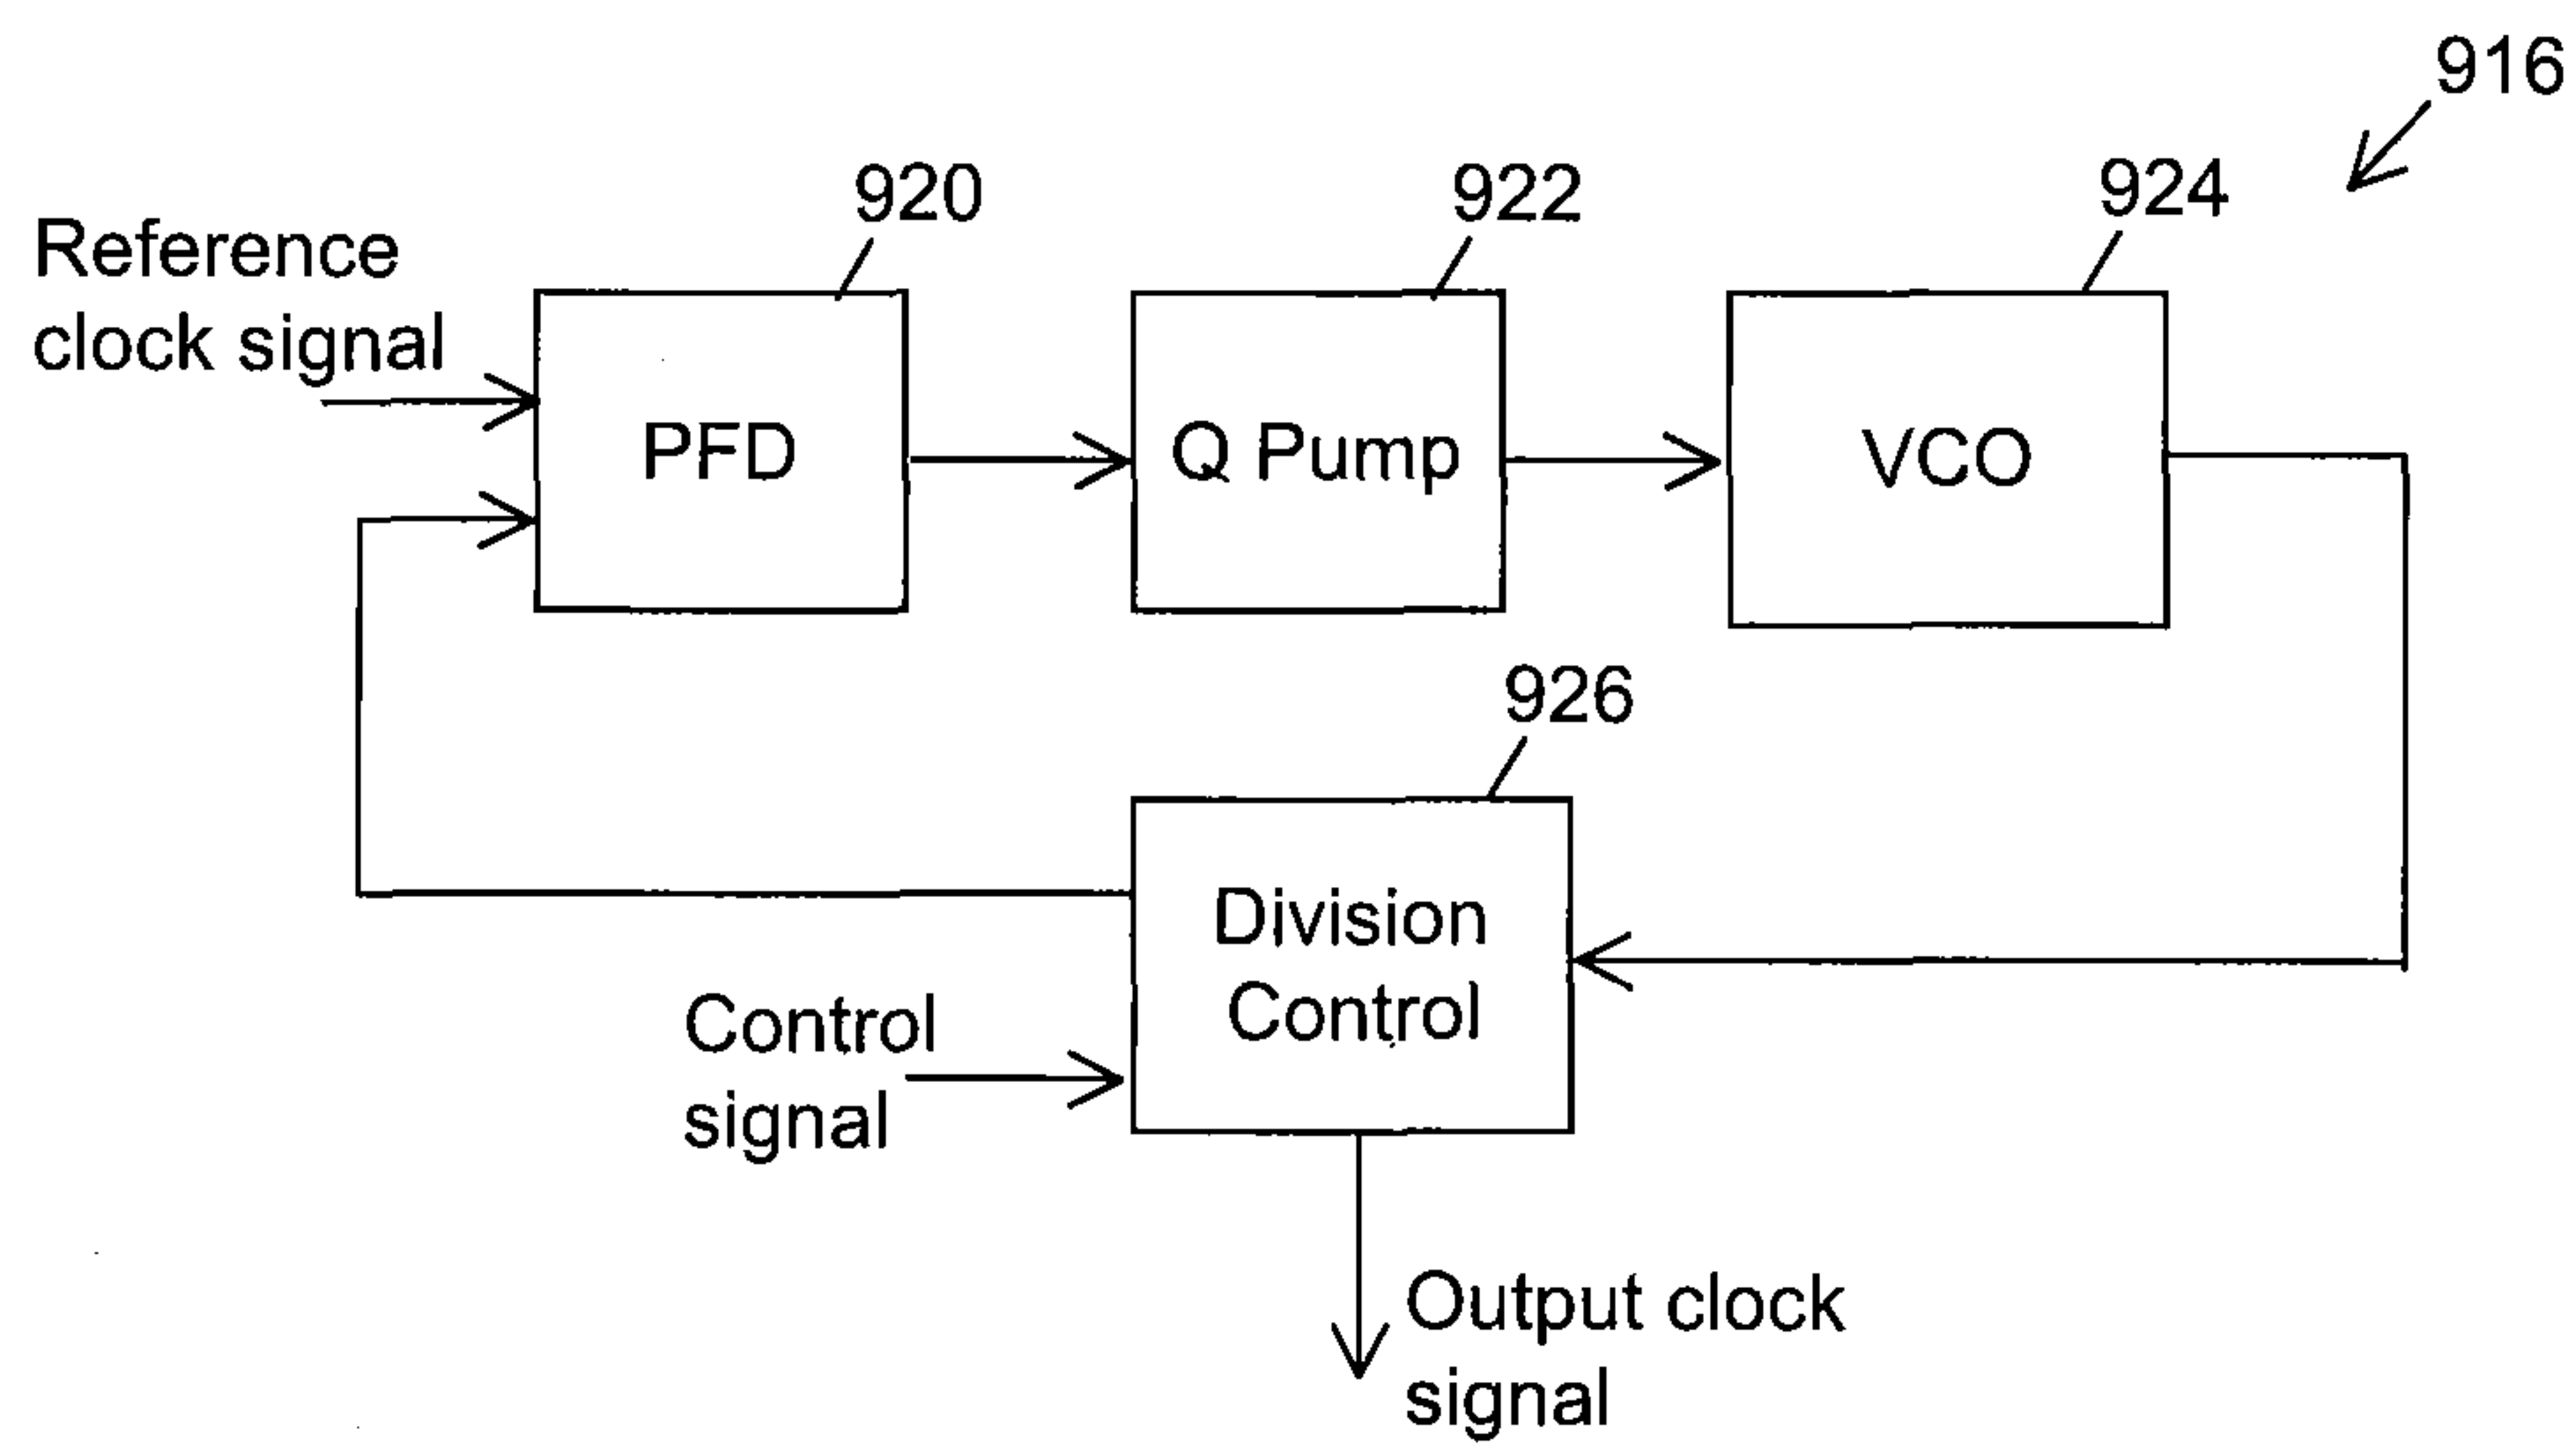 916
920
922
924
Reference
clock signal
PFD
Q Pump
VCO
926
Division
Control
Control
signal
Output clock
signal